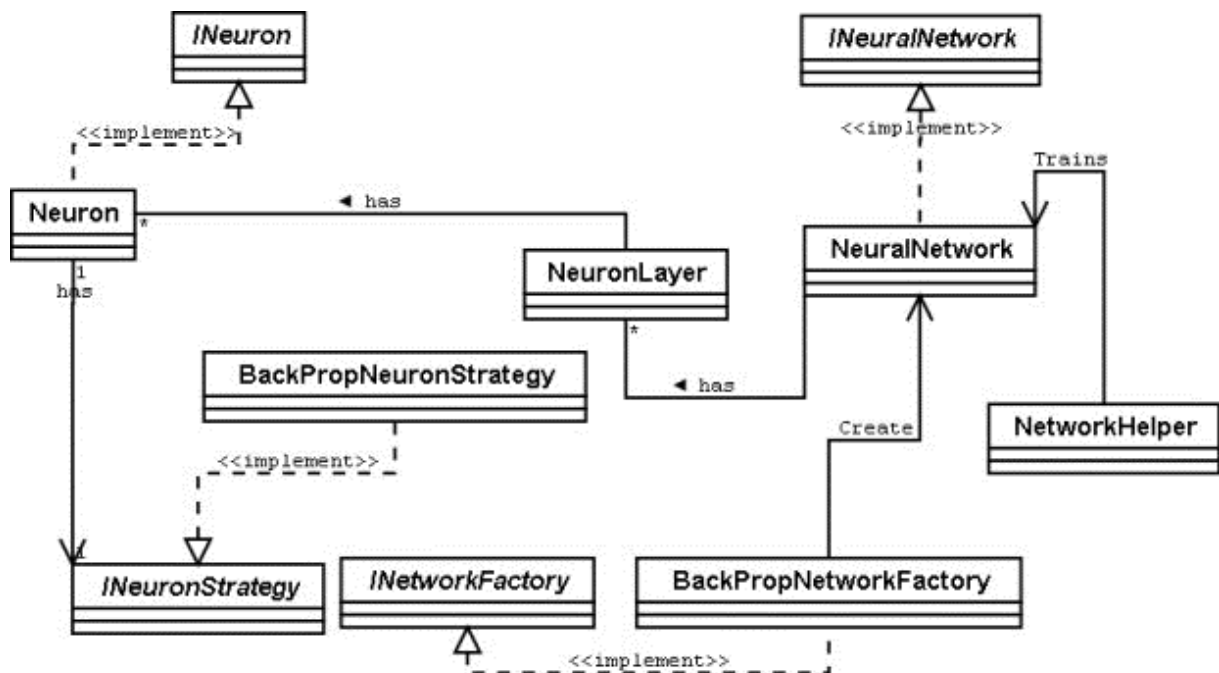 INeuron
INeuralNetwork
<<implement>>
<<implement>>
Trains
Neuron
*
◄ has
NeuralNetwork
NeuronLayer
1
has
*
BackPropNeuronStrategy
◄ has
Create
NetworkHelper
<<implement>>
1
INeuronStrategy
INetworkFactory
BackPropNetworkFactory
<<implement>>